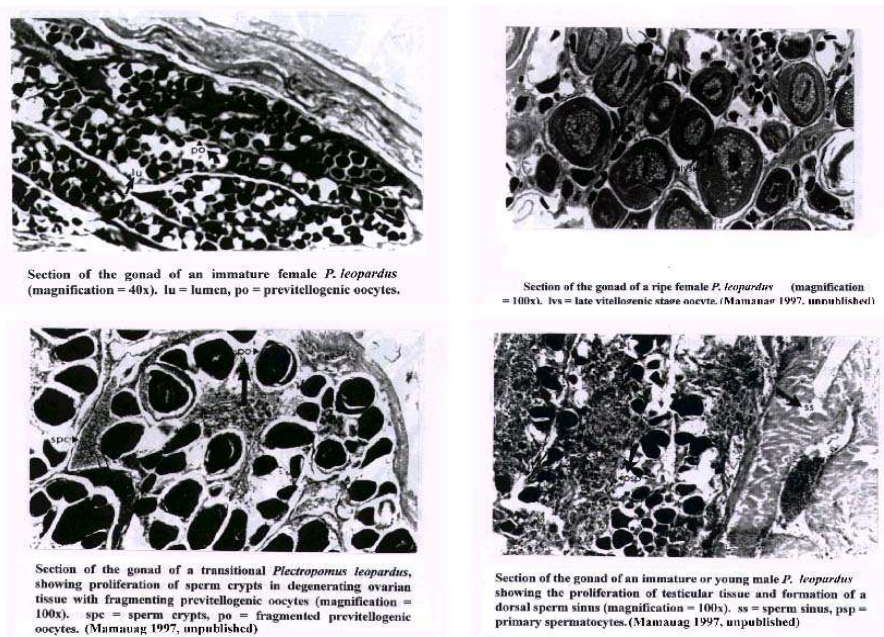 po
lu
Section of the gonad of an immature female P. leopardus
(magnification = 40x). lu = lumen, po = previtellogenic oocytes.
lvs
Section of the gonad of a ripe female P. leopardus (magnification
= 100x). lvs = late vitellogenic stage oocyte. (Mamauag 1997, unpublished)
po
spc
Section of the gonad of a transitional Plectropomus leopardus,
showing proliferation of sperm crypts in degenerating ovarian
tissue with fragmenting previtellogenic oocytes (magnification =
100x). spc = sperm crypts, po = fragmented previtellogenic
oocytes. (Mamauag 1997, unpublished)
ss
psp
Section of the gonad of an immature or young male P. leopardus
showing the proliferation of testicular tissue and formation of a
dorsal sperm sinus (magnification = 100x). ss = sperm sinus, psp =
primary spermatocytes. (Mamauag 1997, unpublished)